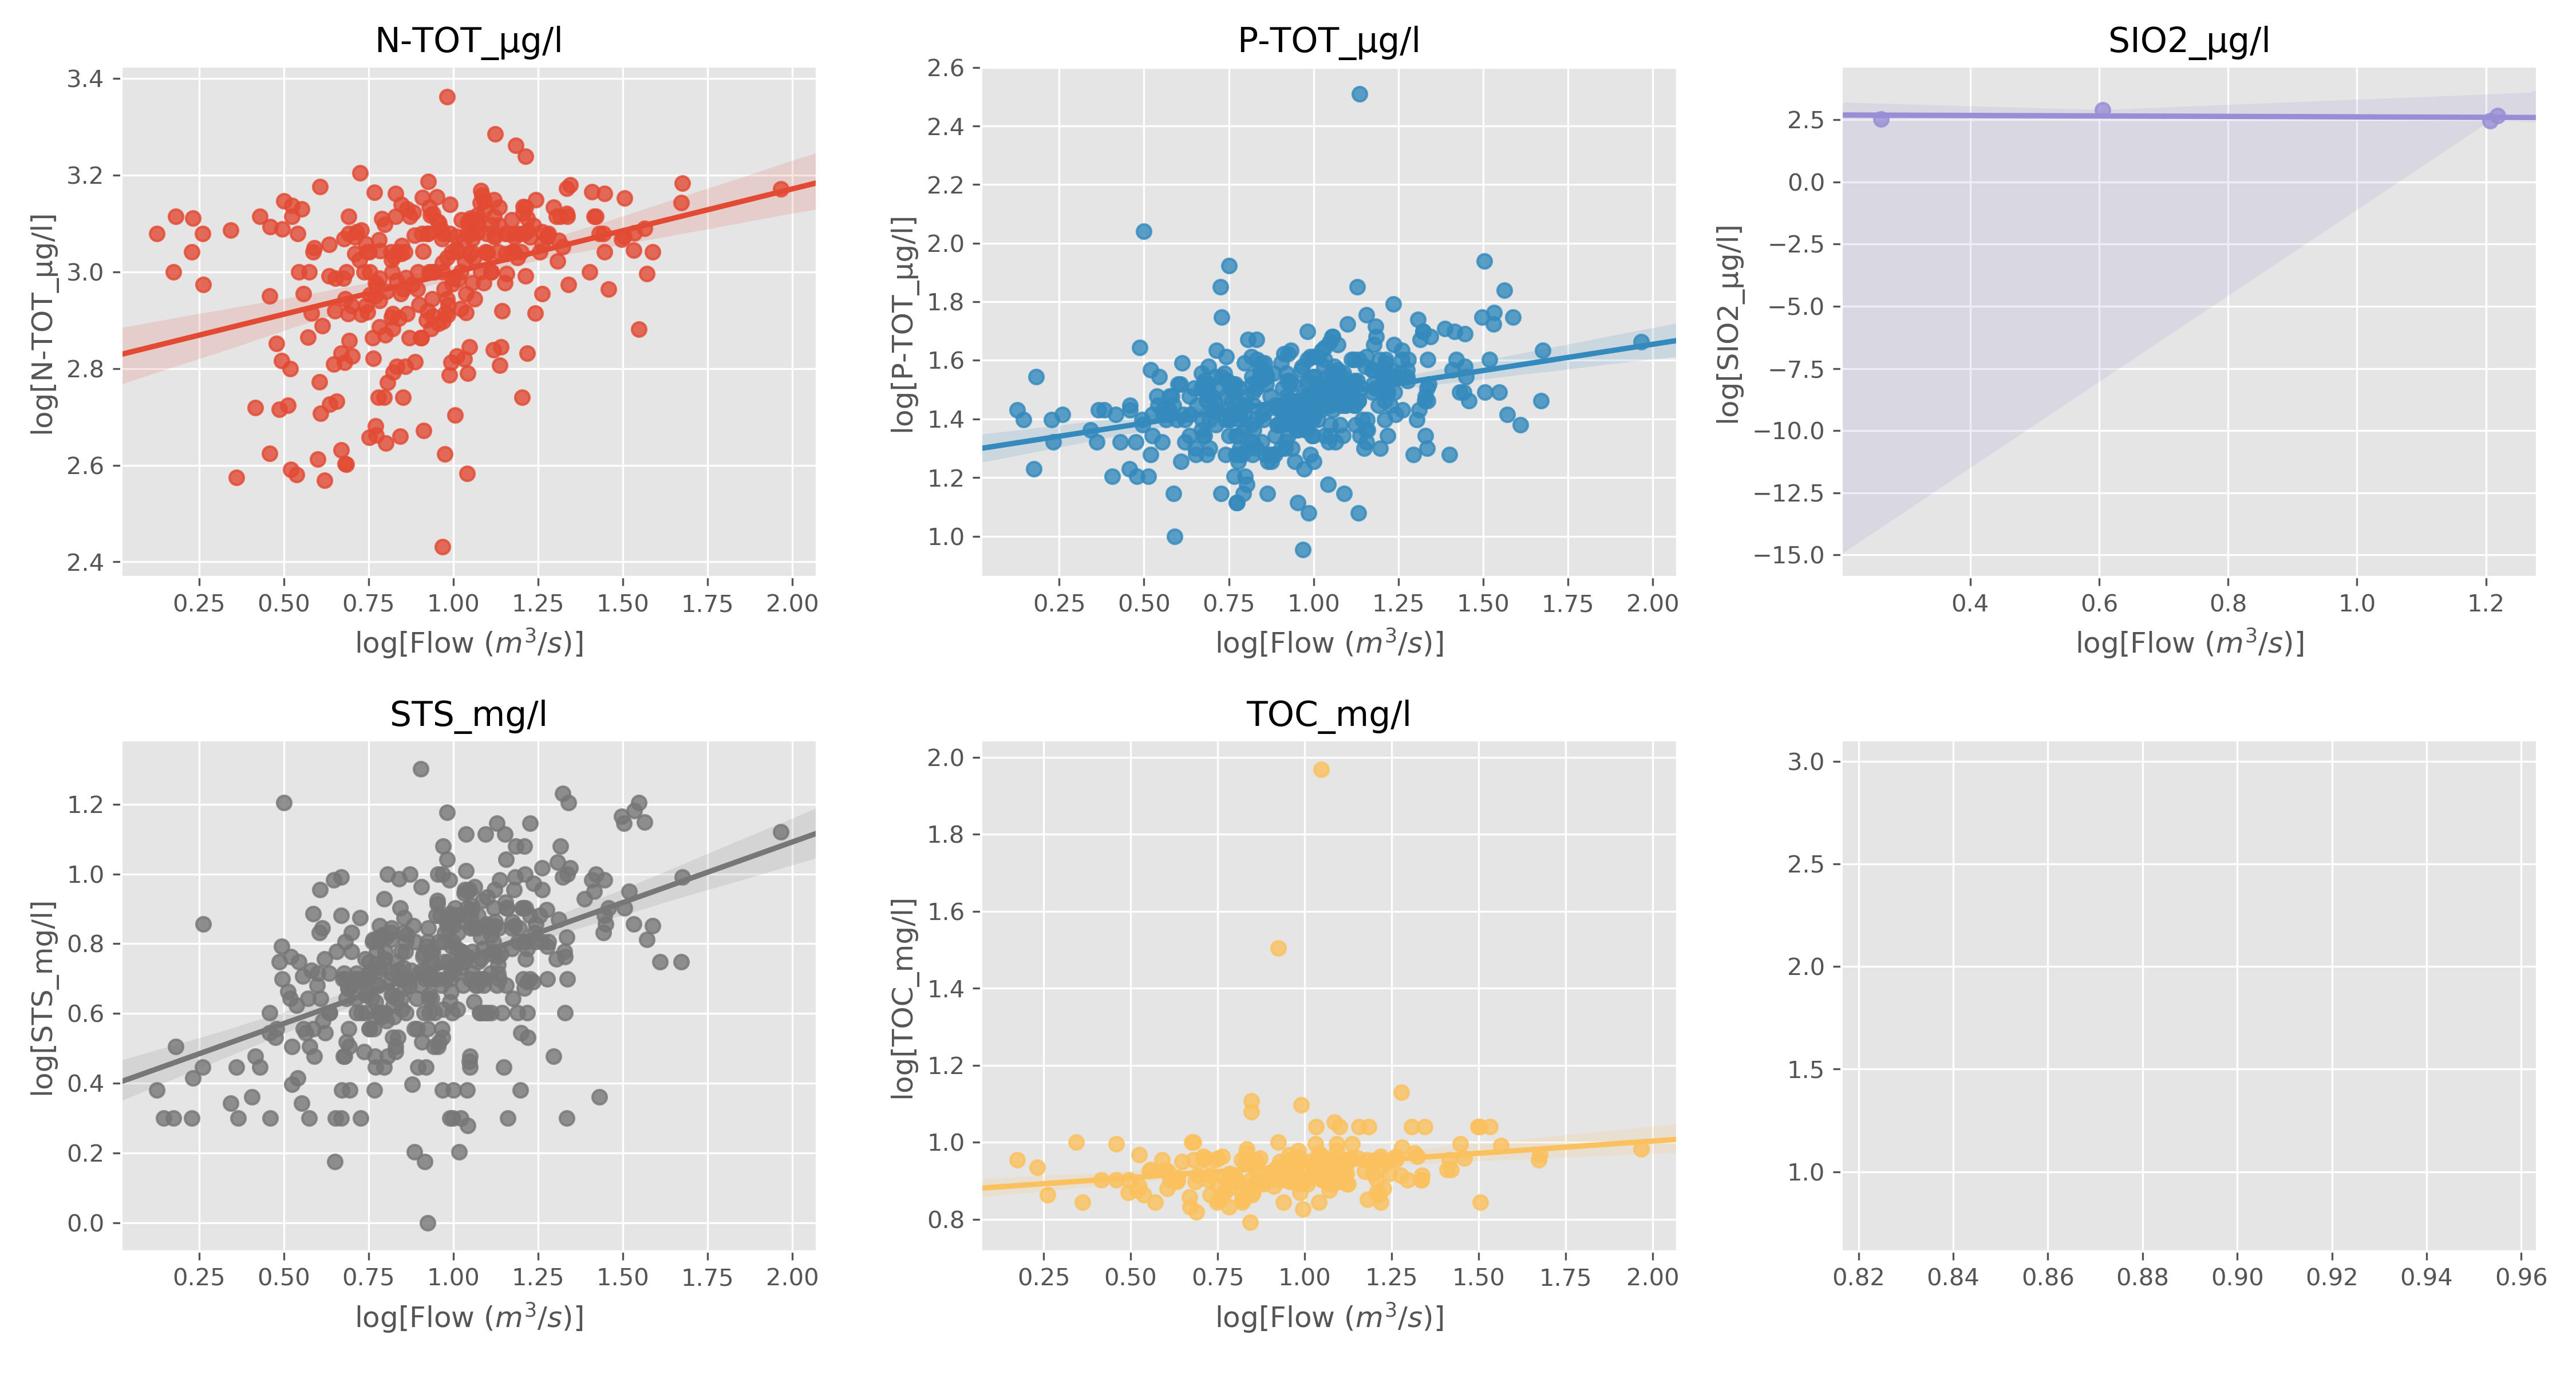 N-TOT_µg/l
3.4
3.2
3.0
2.8
2.6
2.4
log[N-TOT_µg/l]
0.25 0.50 0.75 1.00 1.25 1.50 1.75 2.00
log[Flow (m³/s)]
P-TOT_µg/l
2.6
2.4
2.2
2.0
1.8
1.6
1.4
1.2
1.0
log[P-TOT_µg/l]
0.25 0.50 0.75 1.00 1.25 1.50 1.75 2.00
log[Flow (m³/s)]
SIO2_µg/l
2.5
0.0
−2.5
−5.0
−7.5
−10.0
−12.5
−15.0
log[SIO2_µg/l]
0.4 0.6 0.8 1.0 1.2
log[Flow (m³/s)]
STS_mg/l
1.2
1.0
0.8
0.6
0.4
0.2
0.0
log[STS_mg/l]
0.25 0.50 0.75 1.00 1.25 1.50 1.75 2.00
log[Flow (m³/s)]
TOC_mg/l
2.0
1.8
1.6
1.4
1.2
1.0
0.8
log[TOC_mg/l]
0.25 0.50 0.75 1.00 1.25 1.50 1.75 2.00
log[Flow (m³/s)]
3.0
2.5
2.0
1.5
1.0
0.82 0.84 0.86 0.88 0.90 0.92 0.94 0.96